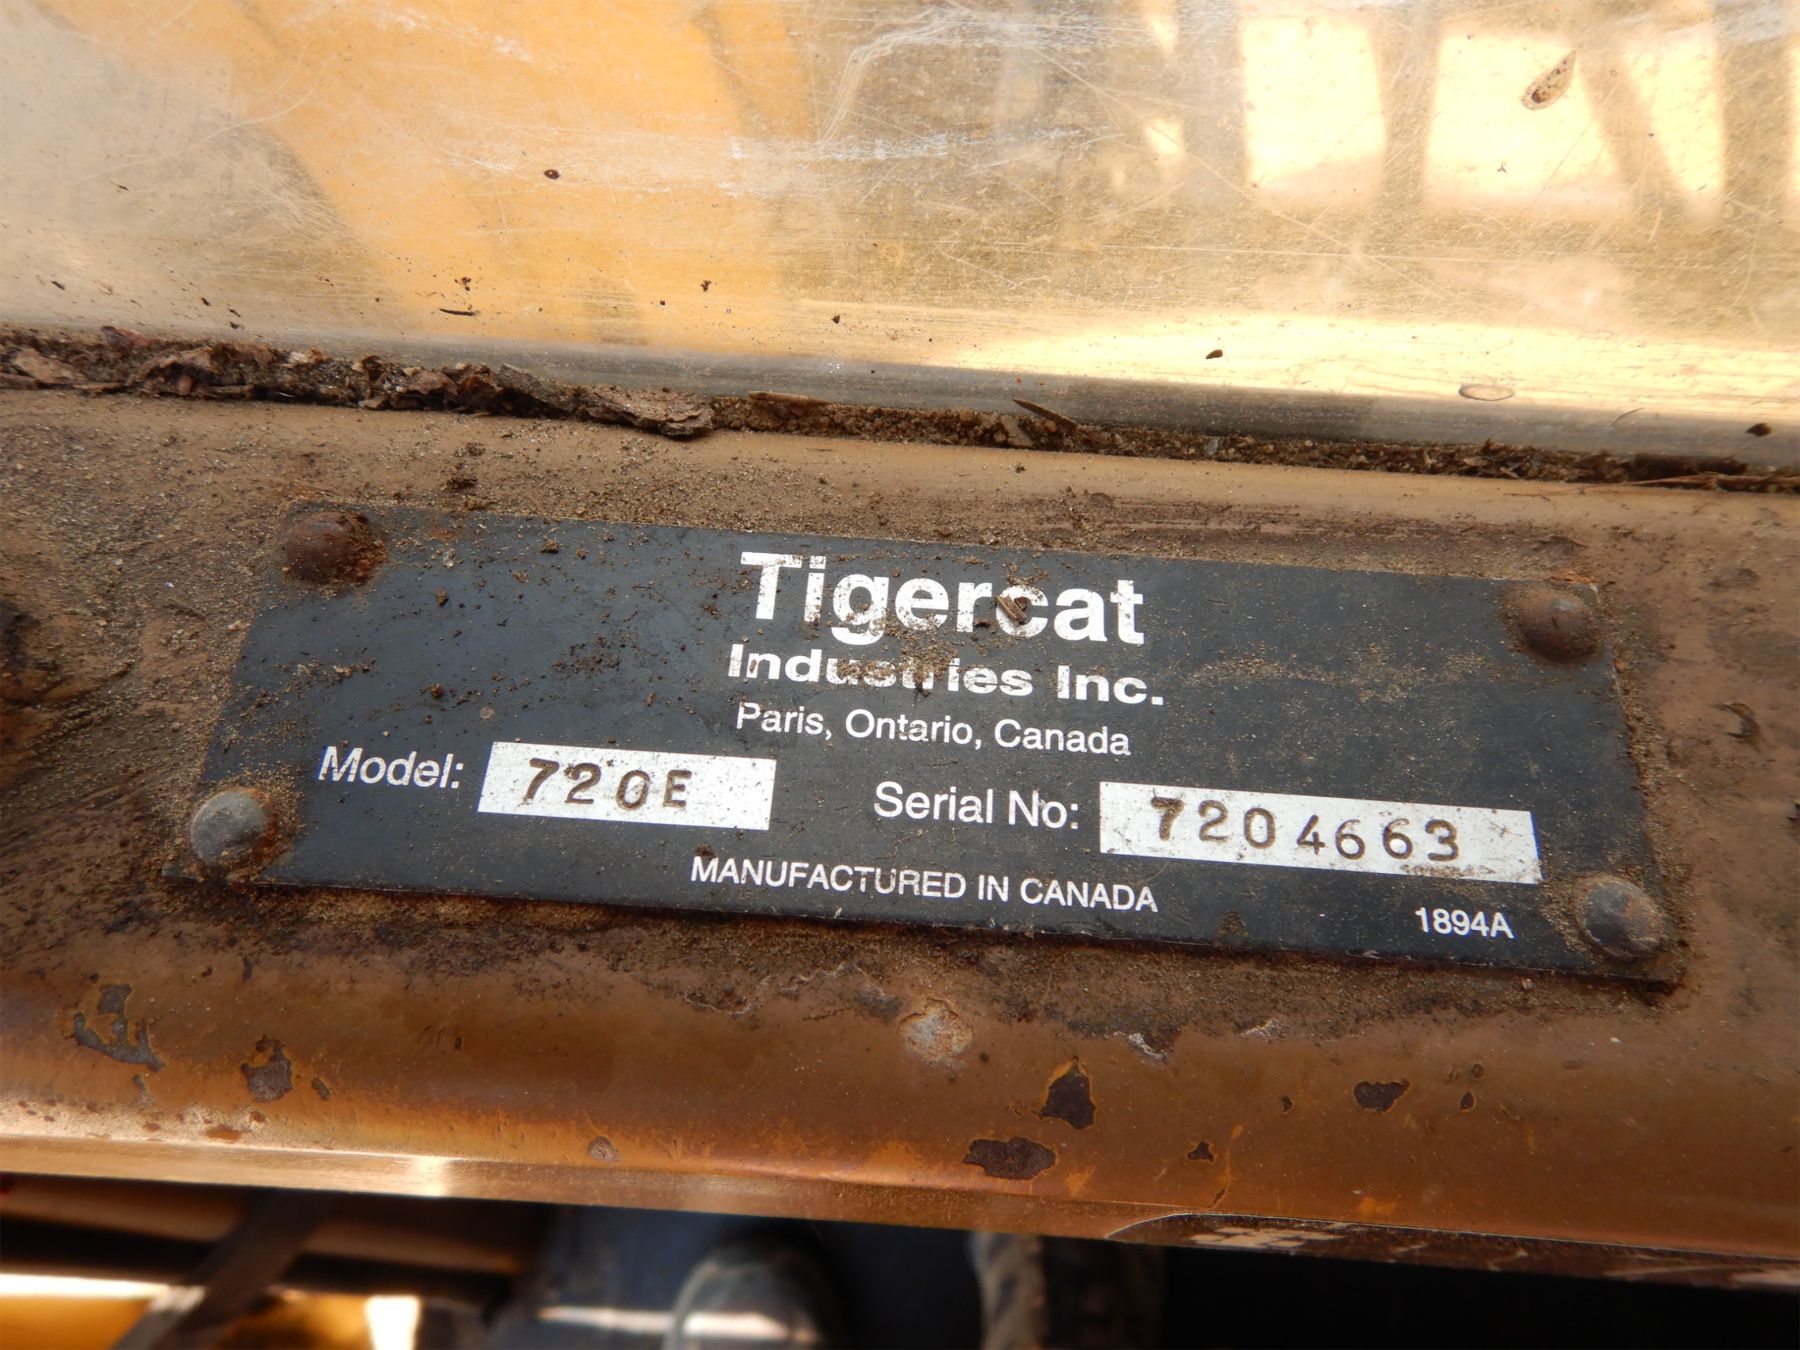 Tigercat
Industries Inc.
Paris, Ontario, Canada
Model: 720E Serial No: 7204663
MANUFACTURED IN CANADA
1894A